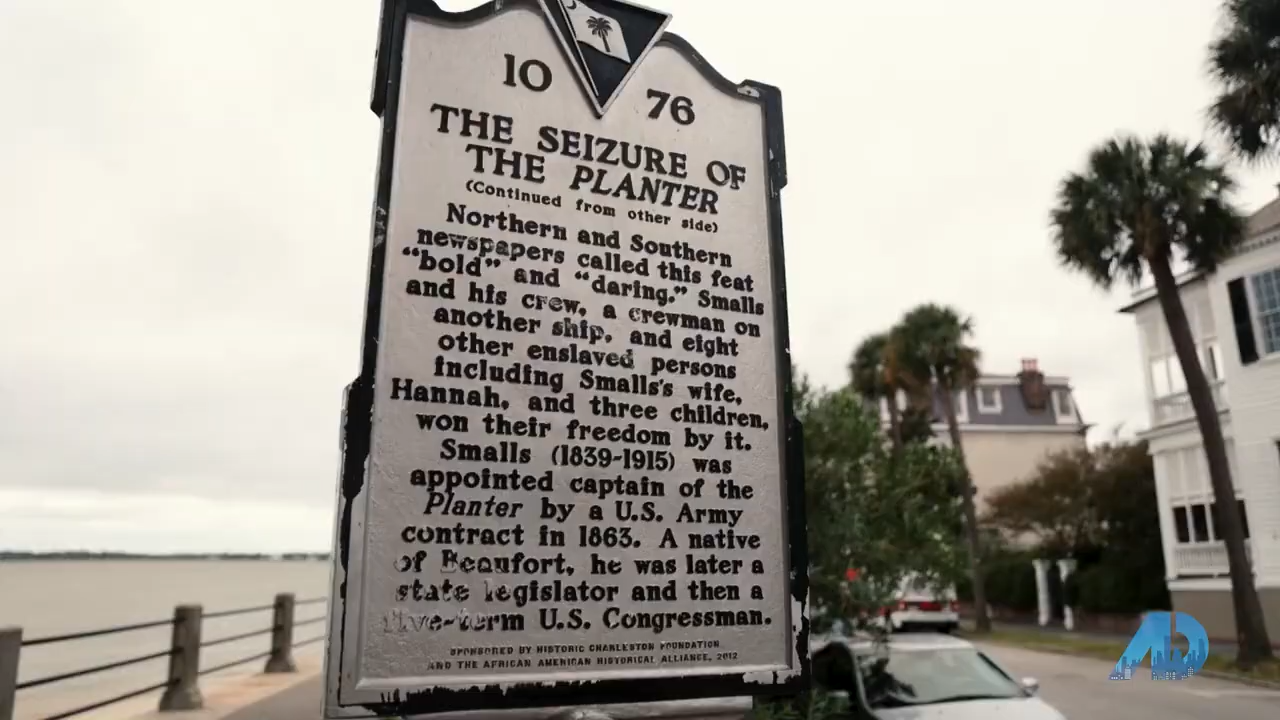 10 76
THE SEIZURE OF
THE PLANTER
(Continued from other side)
Northern and Southern
newspapers called this feat
“bold” and “daring.” Smalls
and his crew, a crewman on
another ship, and eight
other enslaved persons
including Smalls's wife,
Hannah, and three children,
won their freedom by it.
Smalls (1839-1915) was
appointed captain of the
Planter by a U.S. Army
contract in 1863. A native
of Beaufort, he was later a
state legislator and then a
five-term U.S. Congressman.
SPONSORED BY HISTORIC CHARLESTON FOUNDATION
AND THE AFRICAN AMERICAN HISTORICAL ALLIANCE, 2012
AD